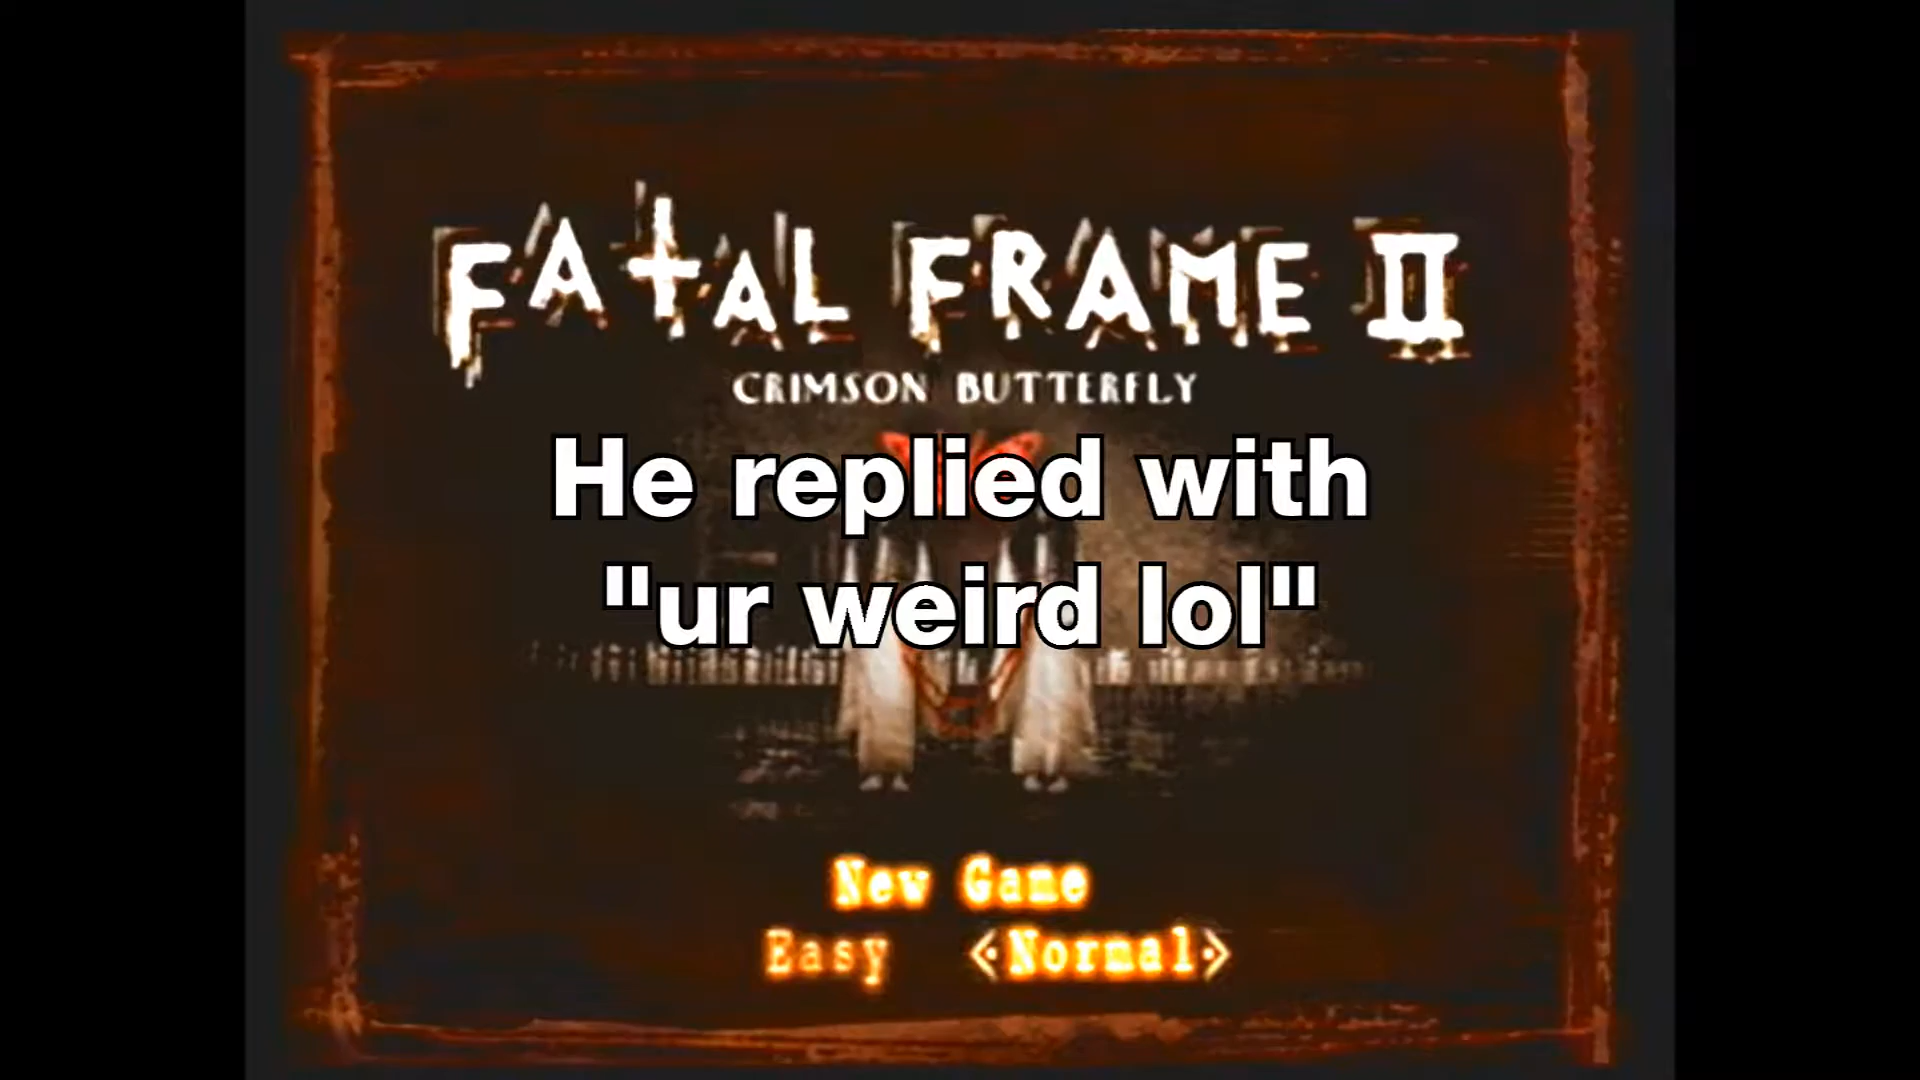 FATAL FRAME II
CRIMSON BUTTERFLY
He replied with
"ur weird lol"
New Game
Easy <Normal>